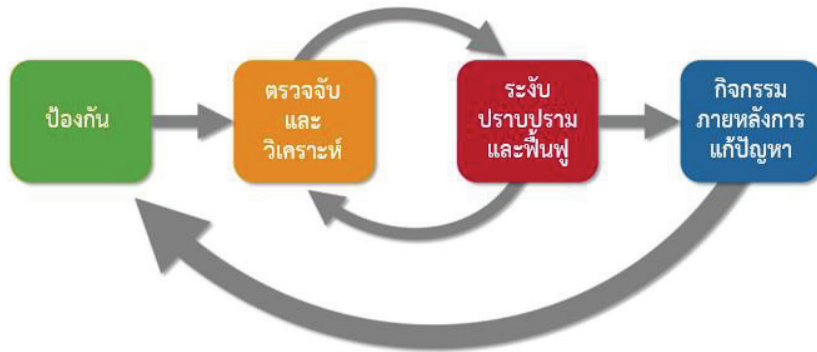 ป้องกัน
ตรวจจับ
และ
วิเคราะห์
ระงับ
ปราบปราม
และฟื้นฟู
กิจกรรม
ภายหลังการ
แก้ปัญหา